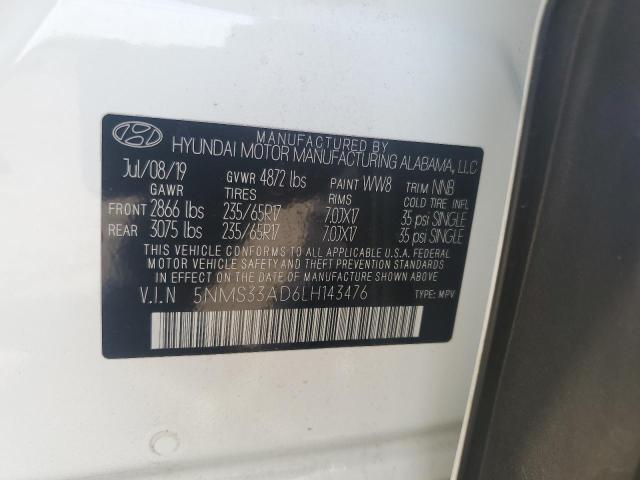 MANUFACTURED BY
HYUNDAI MOTOR MANUFACTURING ALABAMA, LLC
Jul/08/19 GVWR 4872 lbs PAINT WW8 TRIM NNB
GAWR TIRES RIMS COLD TIRE INFL
FRONT 2866 lbs 235/65R17 7.0JX17 35 psi SINGLE
REAR 3075 lbs 235/65R17 7.0JX17 35 psi SINGLE
THIS VEHICLE CONFORMS TO ALL APPLICABLE U.S.A. FEDERAL
MOTOR VEHICLE SAFETY AND THEFT PREVENTION STANDARDS
IN EFFECT ON THE DATE OF MANUFACTURE SHOWN ABOVE.
V.I.N 5NMS33AD6LH143476 TYPE: MPV